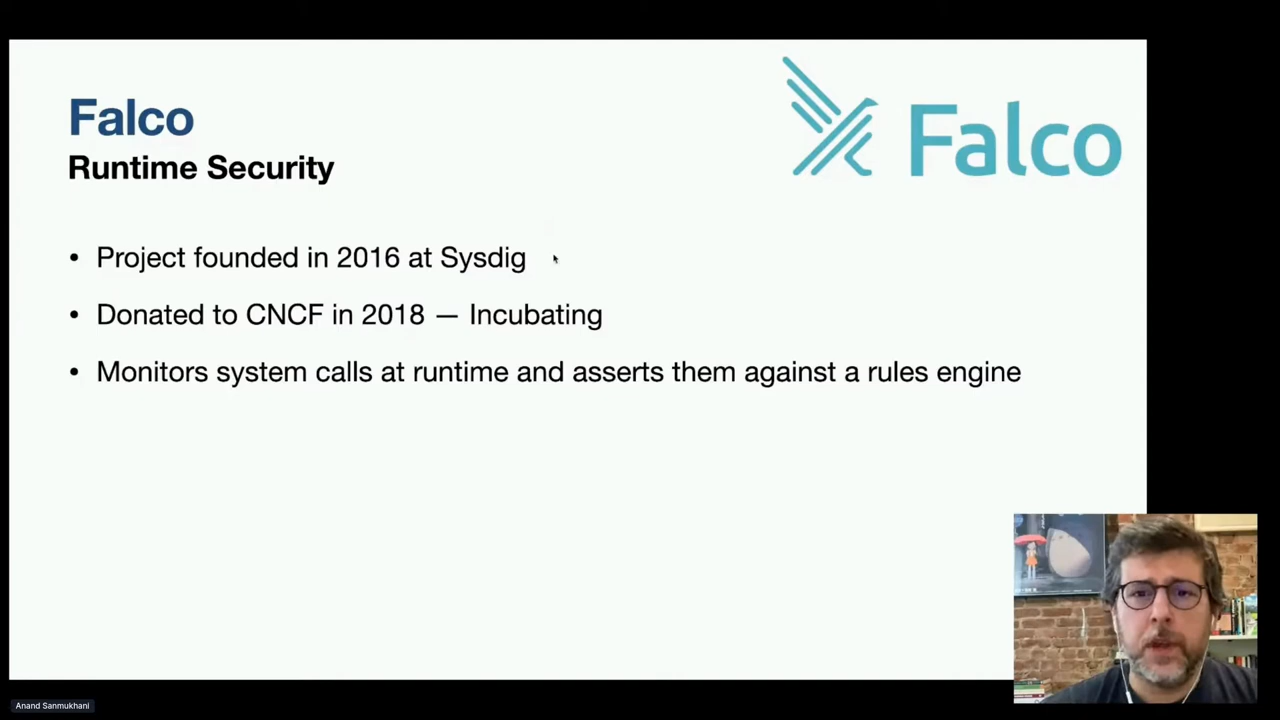 Falco
Falco
Runtime Security
• Project founded in 2016 at Sysdig
• Donated to CNCF in 2018 — Incubating
• Monitors system calls at runtime and asserts them against a rules engine
Anand Sanmukhani